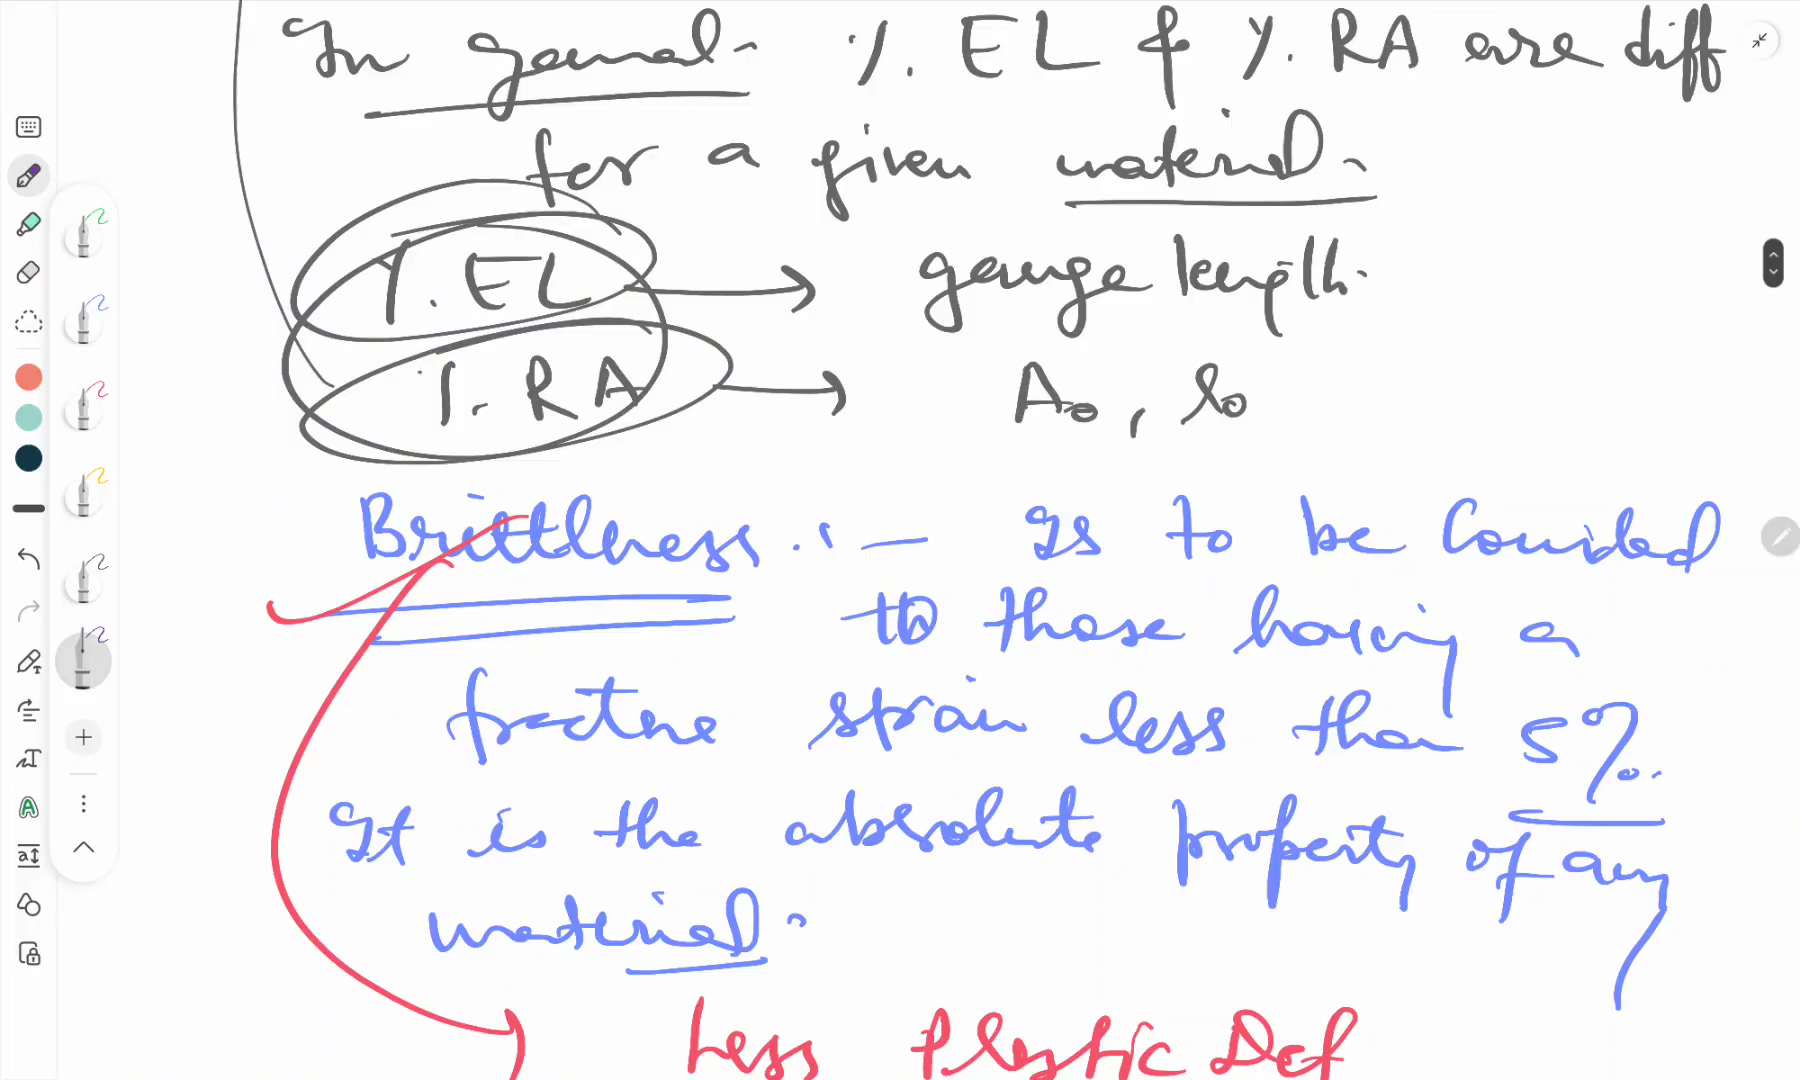 In general - %. EL & %. RA are diff
for a given material -
%. EL → gauge length.
%. RA → A₀, l₀
Brittleness :- Is to be Consided
to those having a
fracture strain less than 5%.
It is the absolute property of any
material.
Less Plastic Def